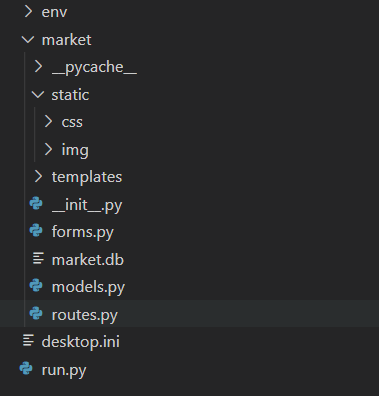 env
market
__pycache__
static
css
img
templates
__init__.py
forms.py
market.db
models.py
routes.py
desktop.ini
run.py